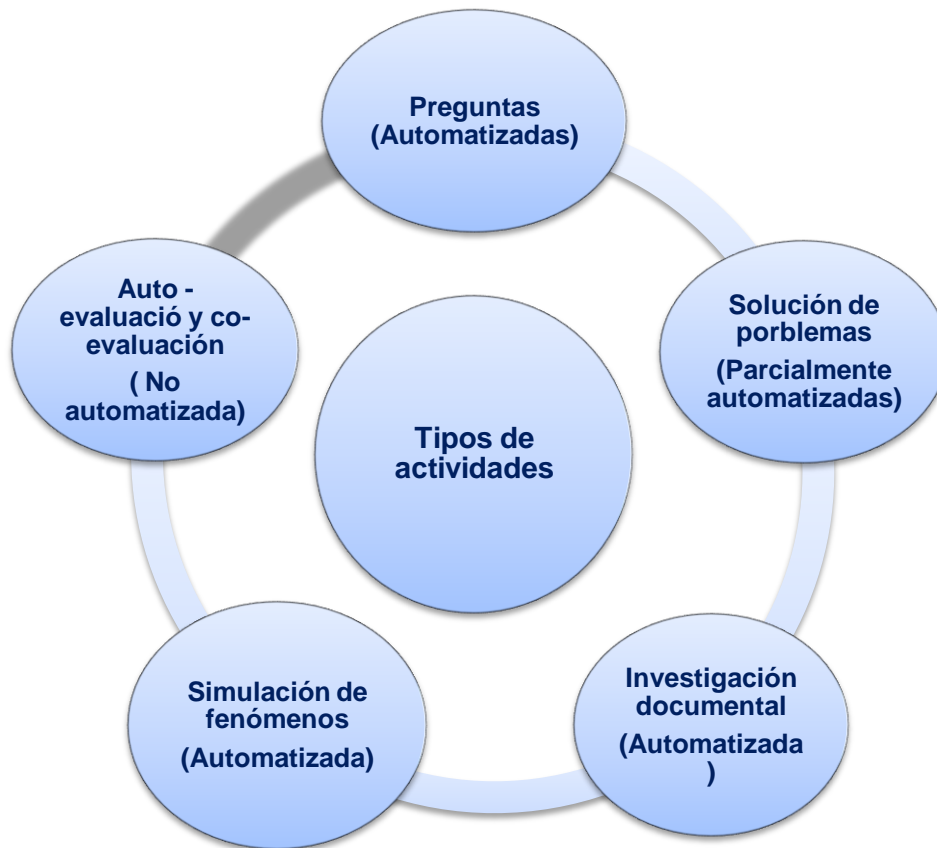 Preguntas
(Automatizadas)
Solución de
porblemas
(Parcialmente
automatizadas)
Investigación
documental
(Automatizada
)
Simulación de
fenómenos
(Automatizada)
Auto -
evaluació y co-
evaluación
( No
automatizada)
Tipos de
actividades